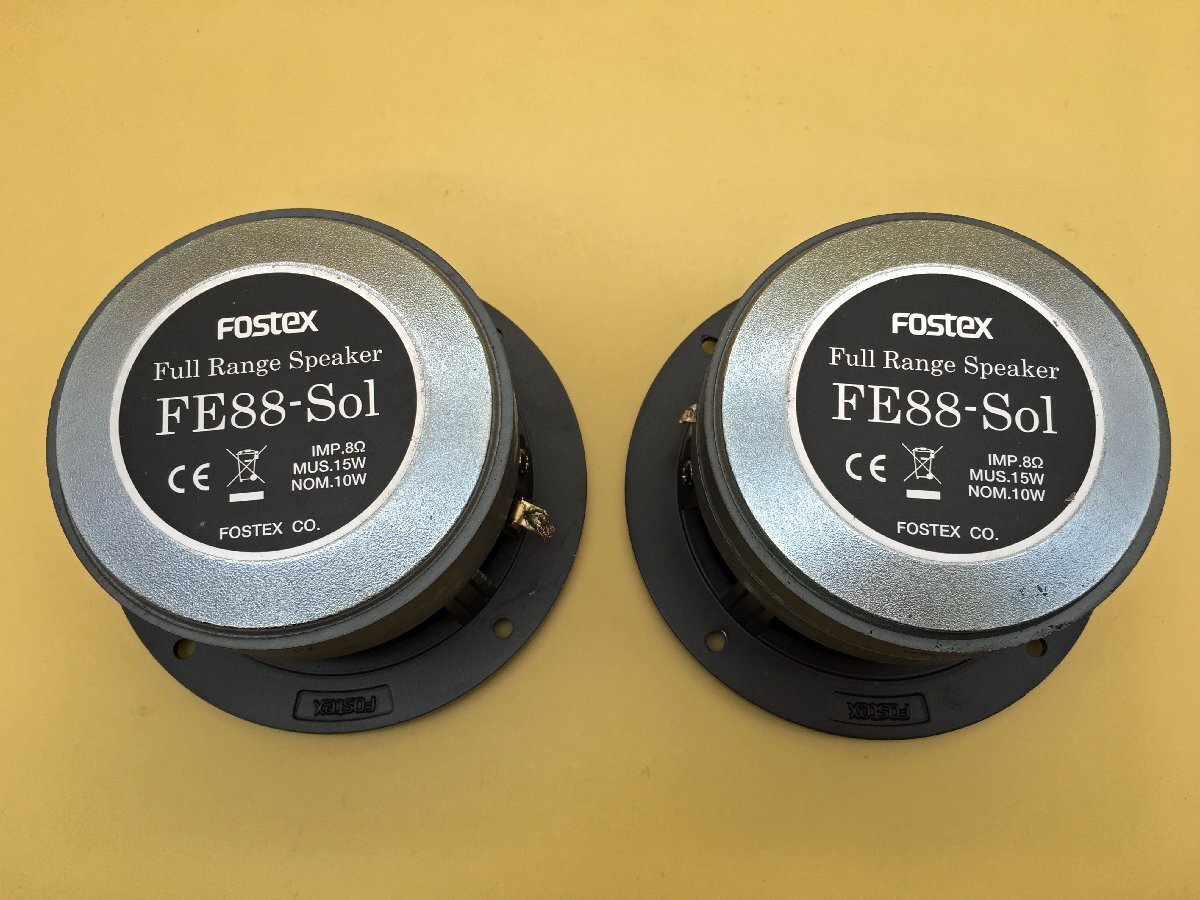 FOSTEX
Full Range Speaker
FE88-Sol
CE
IMP.8Ω
MUS.15W
NOM.10W
FOSTEX CO.
FOSTEX
FOSTEX
Full Range Speaker
FE88-Sol
CE
IMP.8Ω
MUS.15W
NOM.10W
FOSTEX CO.
FOSTEX